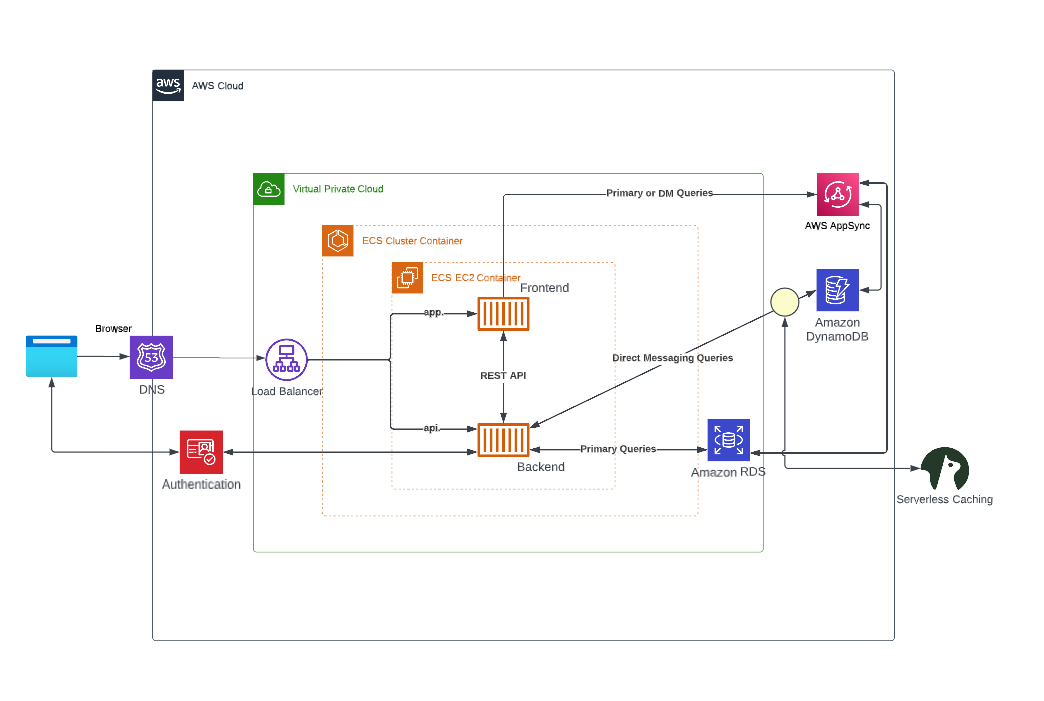 aws
AWS Cloud
Virtual Private Cloud
Primary or DM Queries
AWS AppSync
ECS Cluster Container
ECS EC2 Container
Frontend
app.
Amazon
DynamoDB
Browser
53
DNS
Load Balancer
REST API
Direct Messaging Queries
api.
Backend
Primary Queries
Amazon RDS
Authentication
Serverless Caching